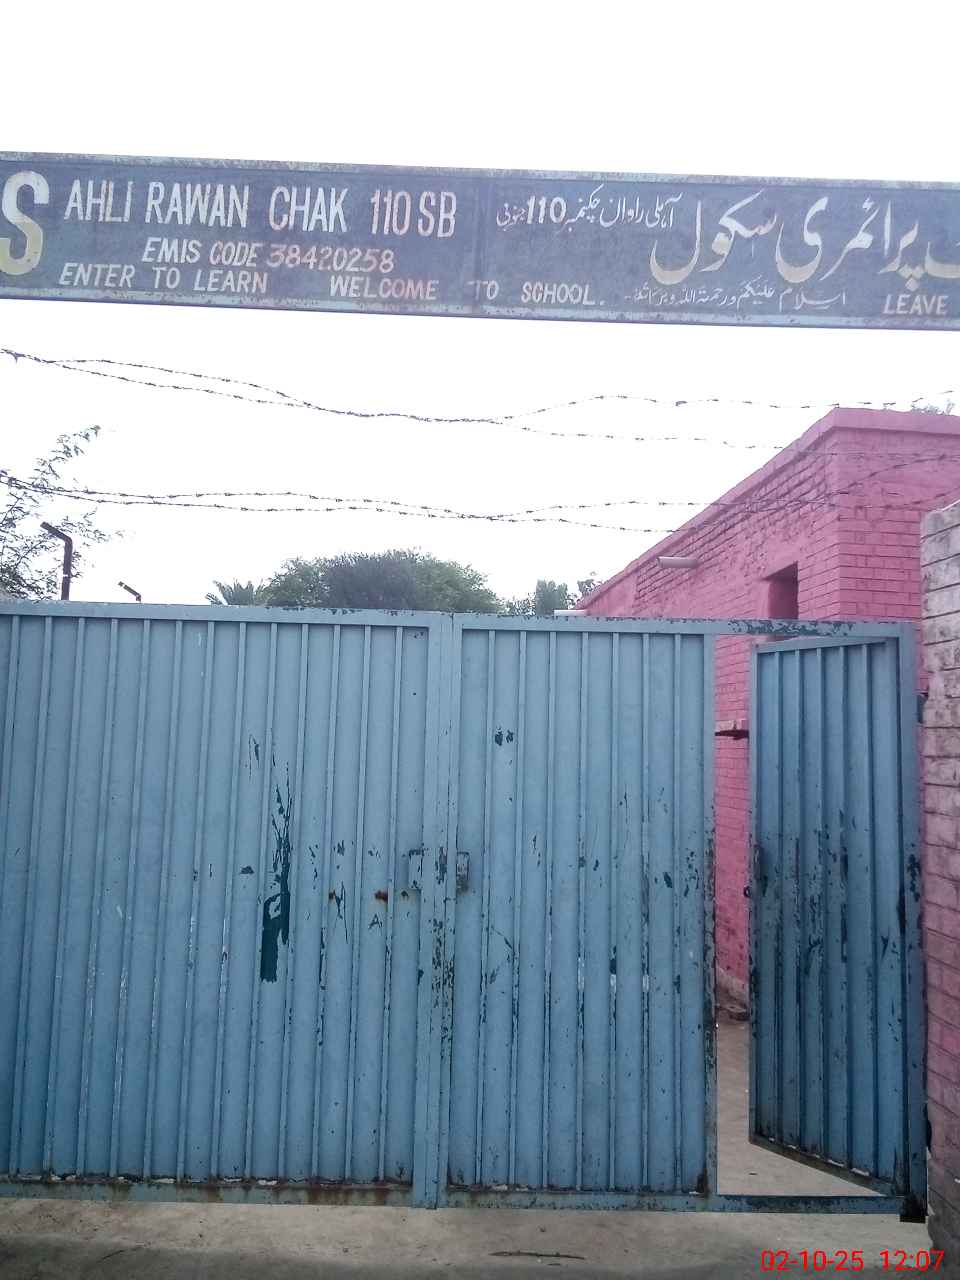 S AHLI RAWAN CHAK 110 SB
EMIS CODE 38420258
ENTER TO LEARN WELCOME TO SCHOOL. LEAVE
پرائمری سکول
آہلی راواں چکنمبر 110 جنوبی
اسلام علیکم ورحمتہ اللہ وبرکاتہ
02-10-25 12:07